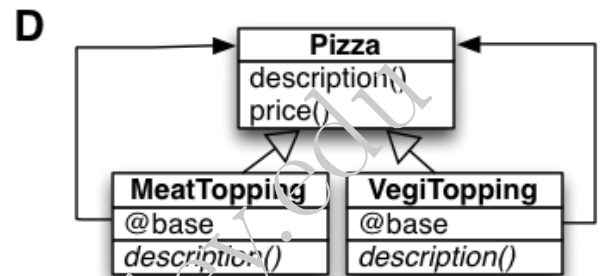 D
Pizza
description()
price()
MeatTopping
@base
description()
VegiTopping
@base
description()